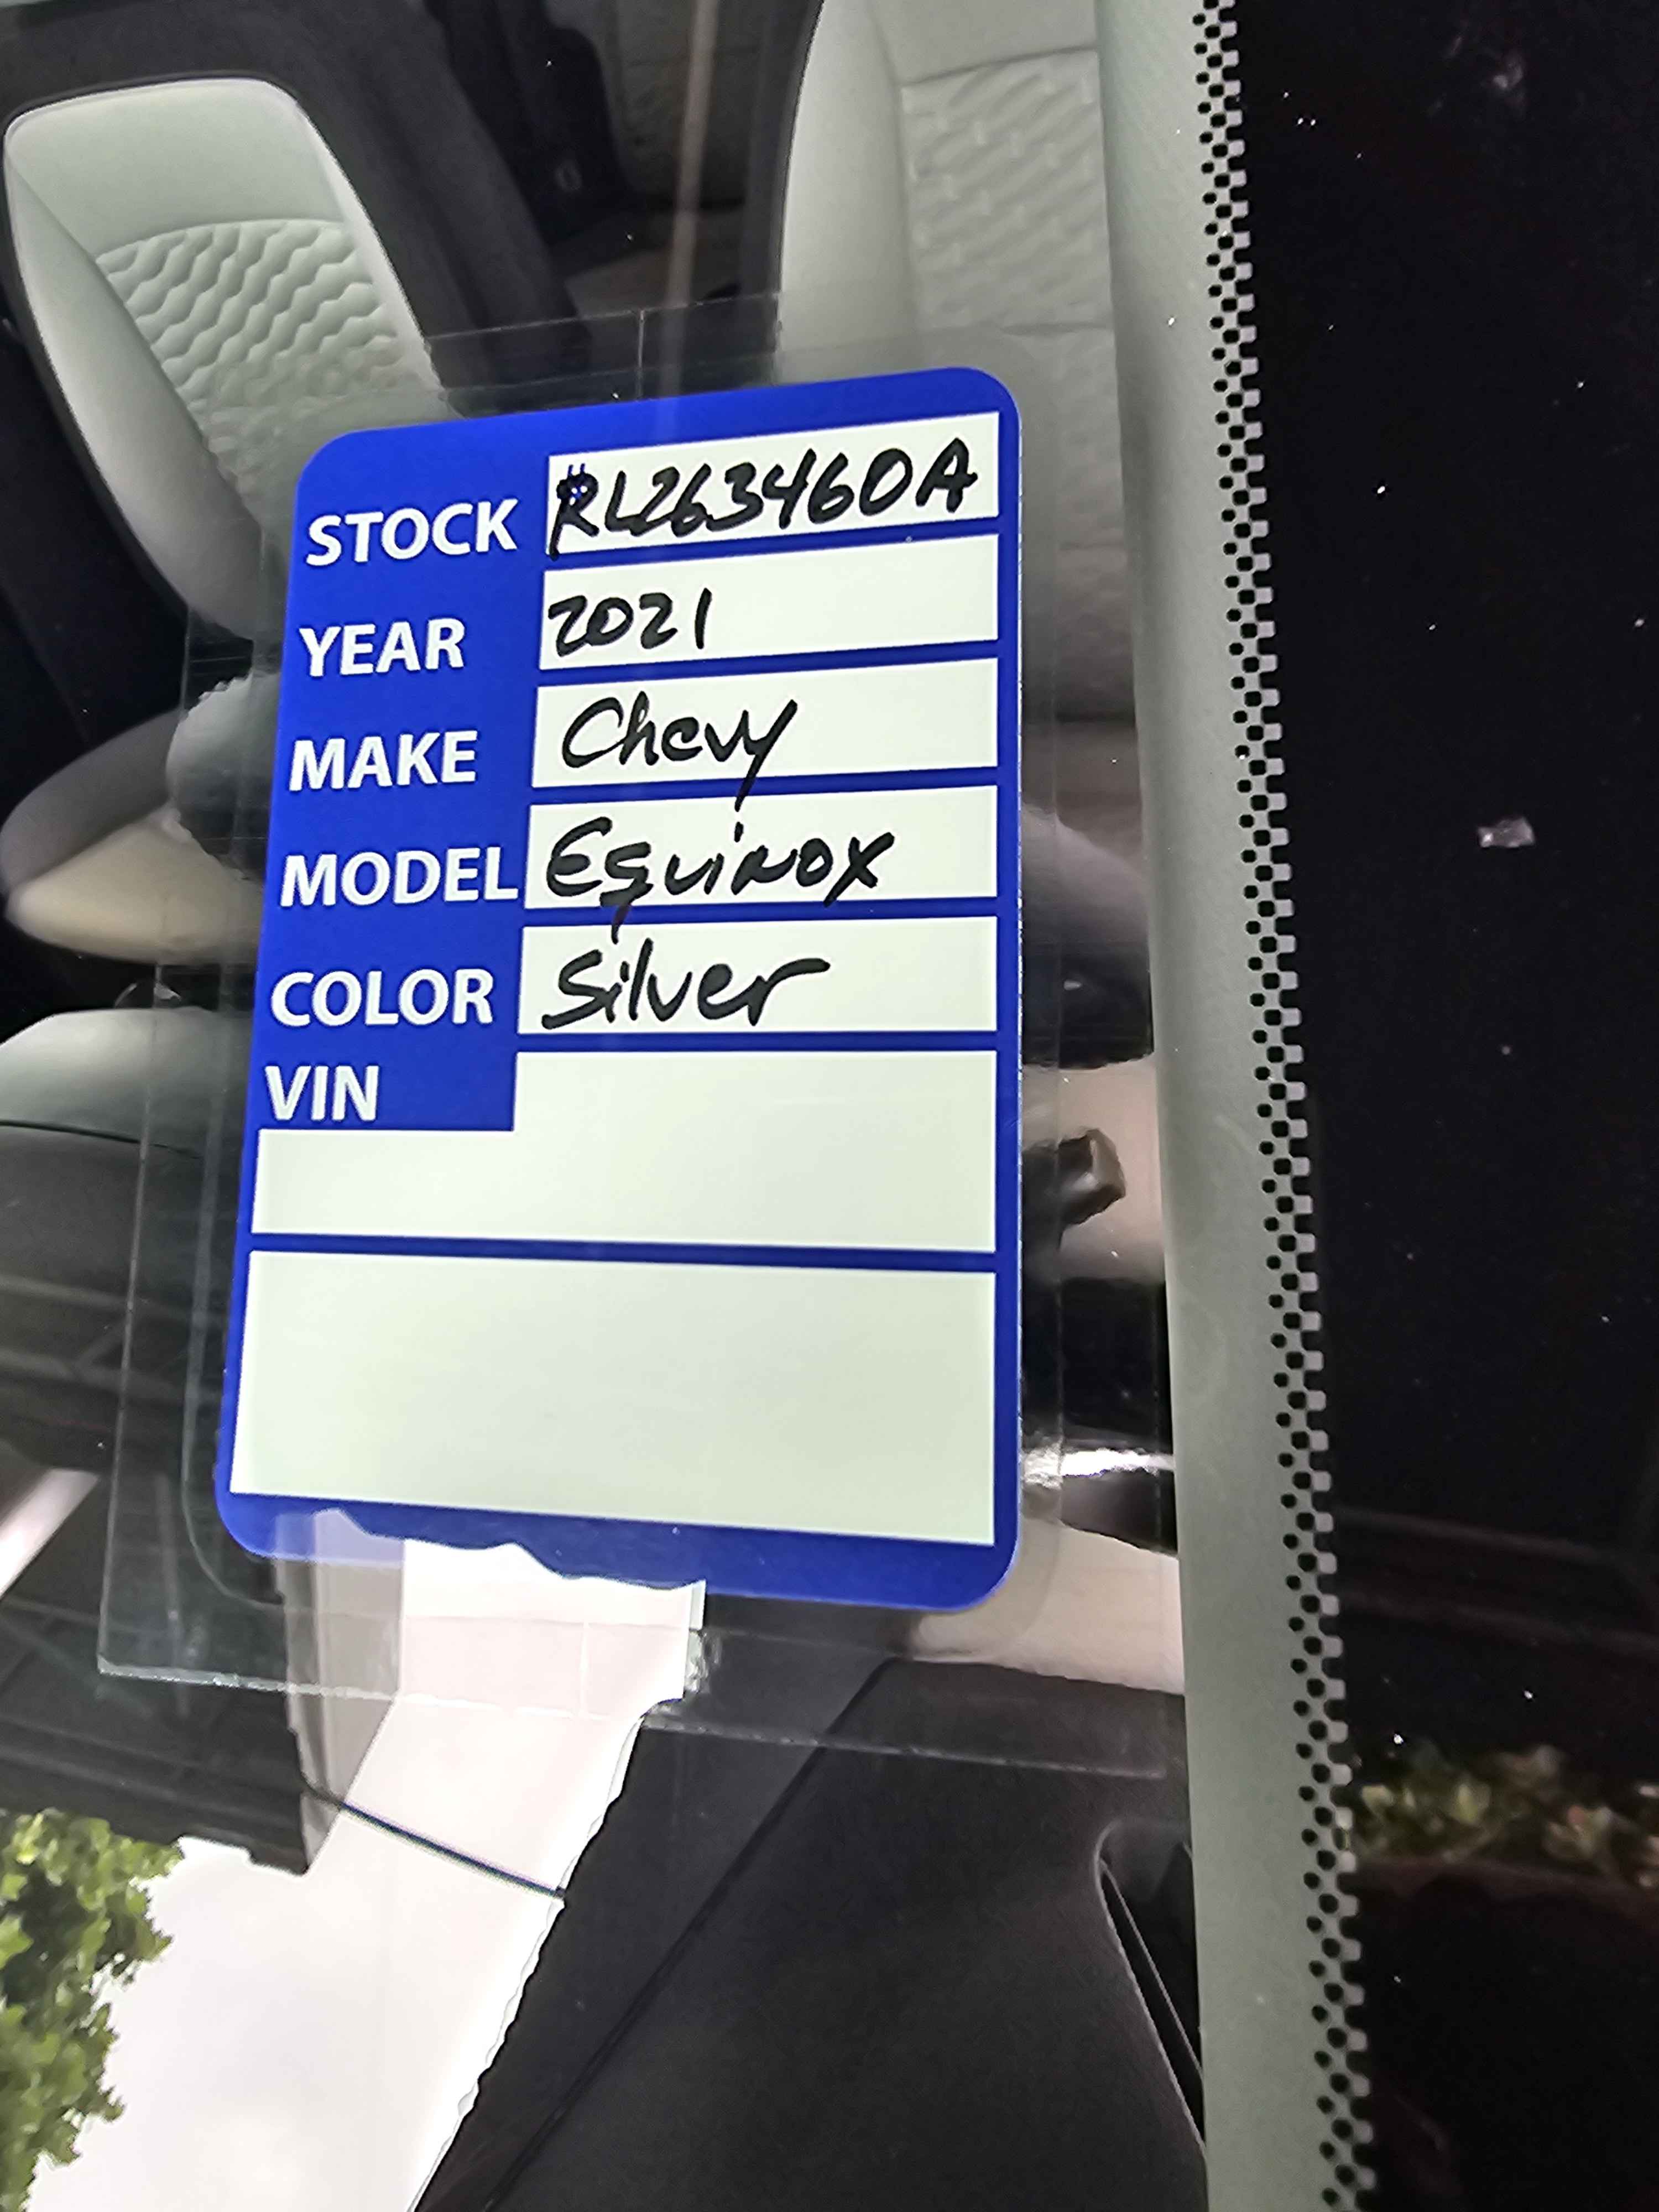 STOCK RL263460A
YEAR 2021
MAKE Chevy
MODEL Equinox
COLOR Silver
VIN